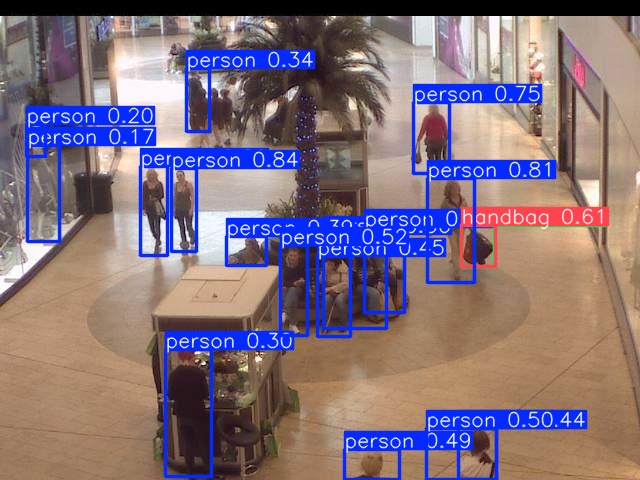 person 0.34
person 0.75
person 0.20
person 0.17
person 0.84
person 0.81
handbag 0.61
person 0.52
person 0.45
person 0.30
person 0.50.44
person 0.49